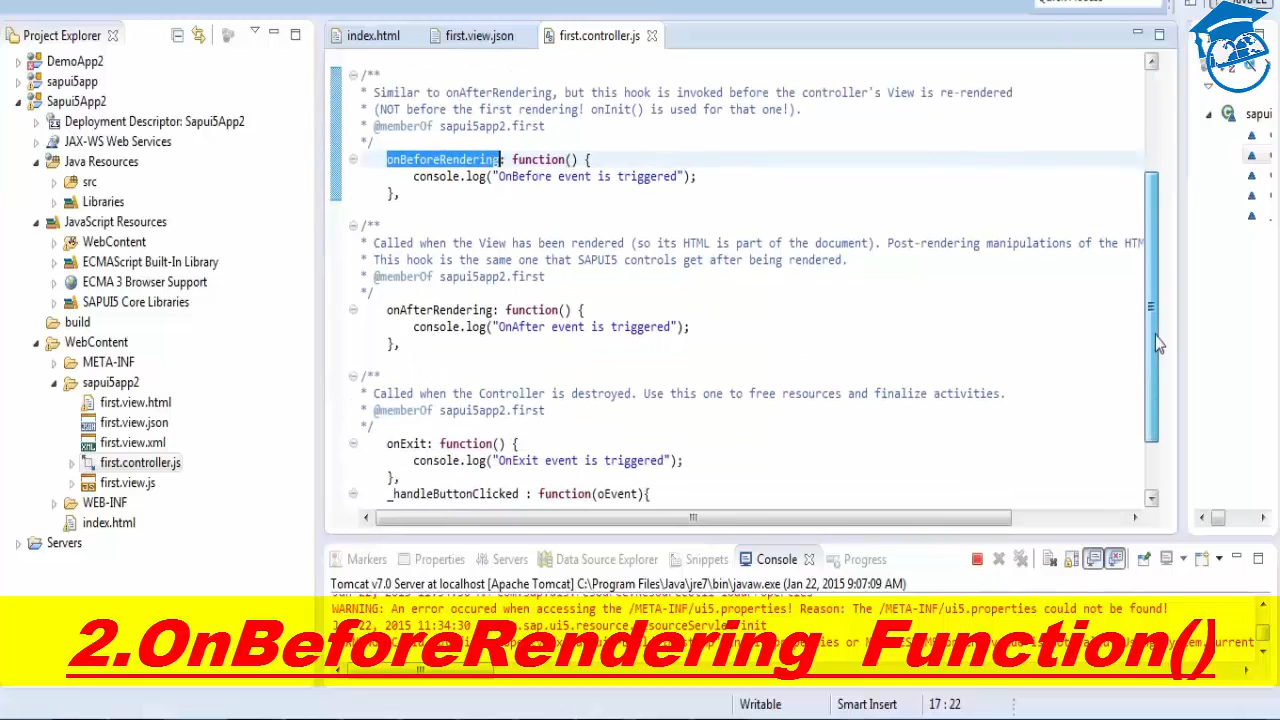 Project Explorer
DemoApp2
sapui5app
Sapui5App2
Deployment Descriptor: Sapui5App2
JAX-WS Web Services
Java Resources
src
Libraries
JavaScript Resources
WebContent
ECMAScript Built-In Library
ECMA 3 Browser Support
SAPUI5 Core Libraries
build
WebContent
META-INF
sapui5app2
first.view.html
first.view.json
first.view.xml
first.controller.js
first.view.js
WEB-INF
index.html
Servers
index.html first.view.json first.controller.js
/**
* Similar to onAfterRendering, but this hook is invoked before the controller's View is re-rendered
* (NOT before the first rendering! onInit() is used for that one!).
* @memberOf sapui5app2.first
*/
onBeforeRendering: function() {
console.log("OnBefore event is triggered");
},
/**
* Called when the View has been rendered (so its HTML is part of the document). Post-rendering manipulations of the HTM
* This hook is the same one that SAPUI5 controls get after being rendered.
* @memberOf sapui5app2.first
*/
onAfterRendering: function() {
console.log("OnAfter event is triggered");
},
/**
* Called when the Controller is destroyed. Use this one to free resources and finalize activities.
* @memberOf sapui5app2.first
*/
onExit: function() {
console.log("OnExit event is triggered");
},
_handleButtonClicked : function(oEvent){
sapui
Markers Properties Servers Data Source Explorer Snippets Console Progress
Tomcat v7.0 Server at localhost [Apache Tomcat] C:\Program Files\Java\jre7\bin\javaw.exe (Jan 22, 2015 9:07:09 AM)
WARNING: An error occured when accessing the /META-INF/ui5.properties! Reason: The /META-INF/ui5.properties could not be found!
2.OnBeforeRendering Function()
Writable Smart Insert 17 : 22